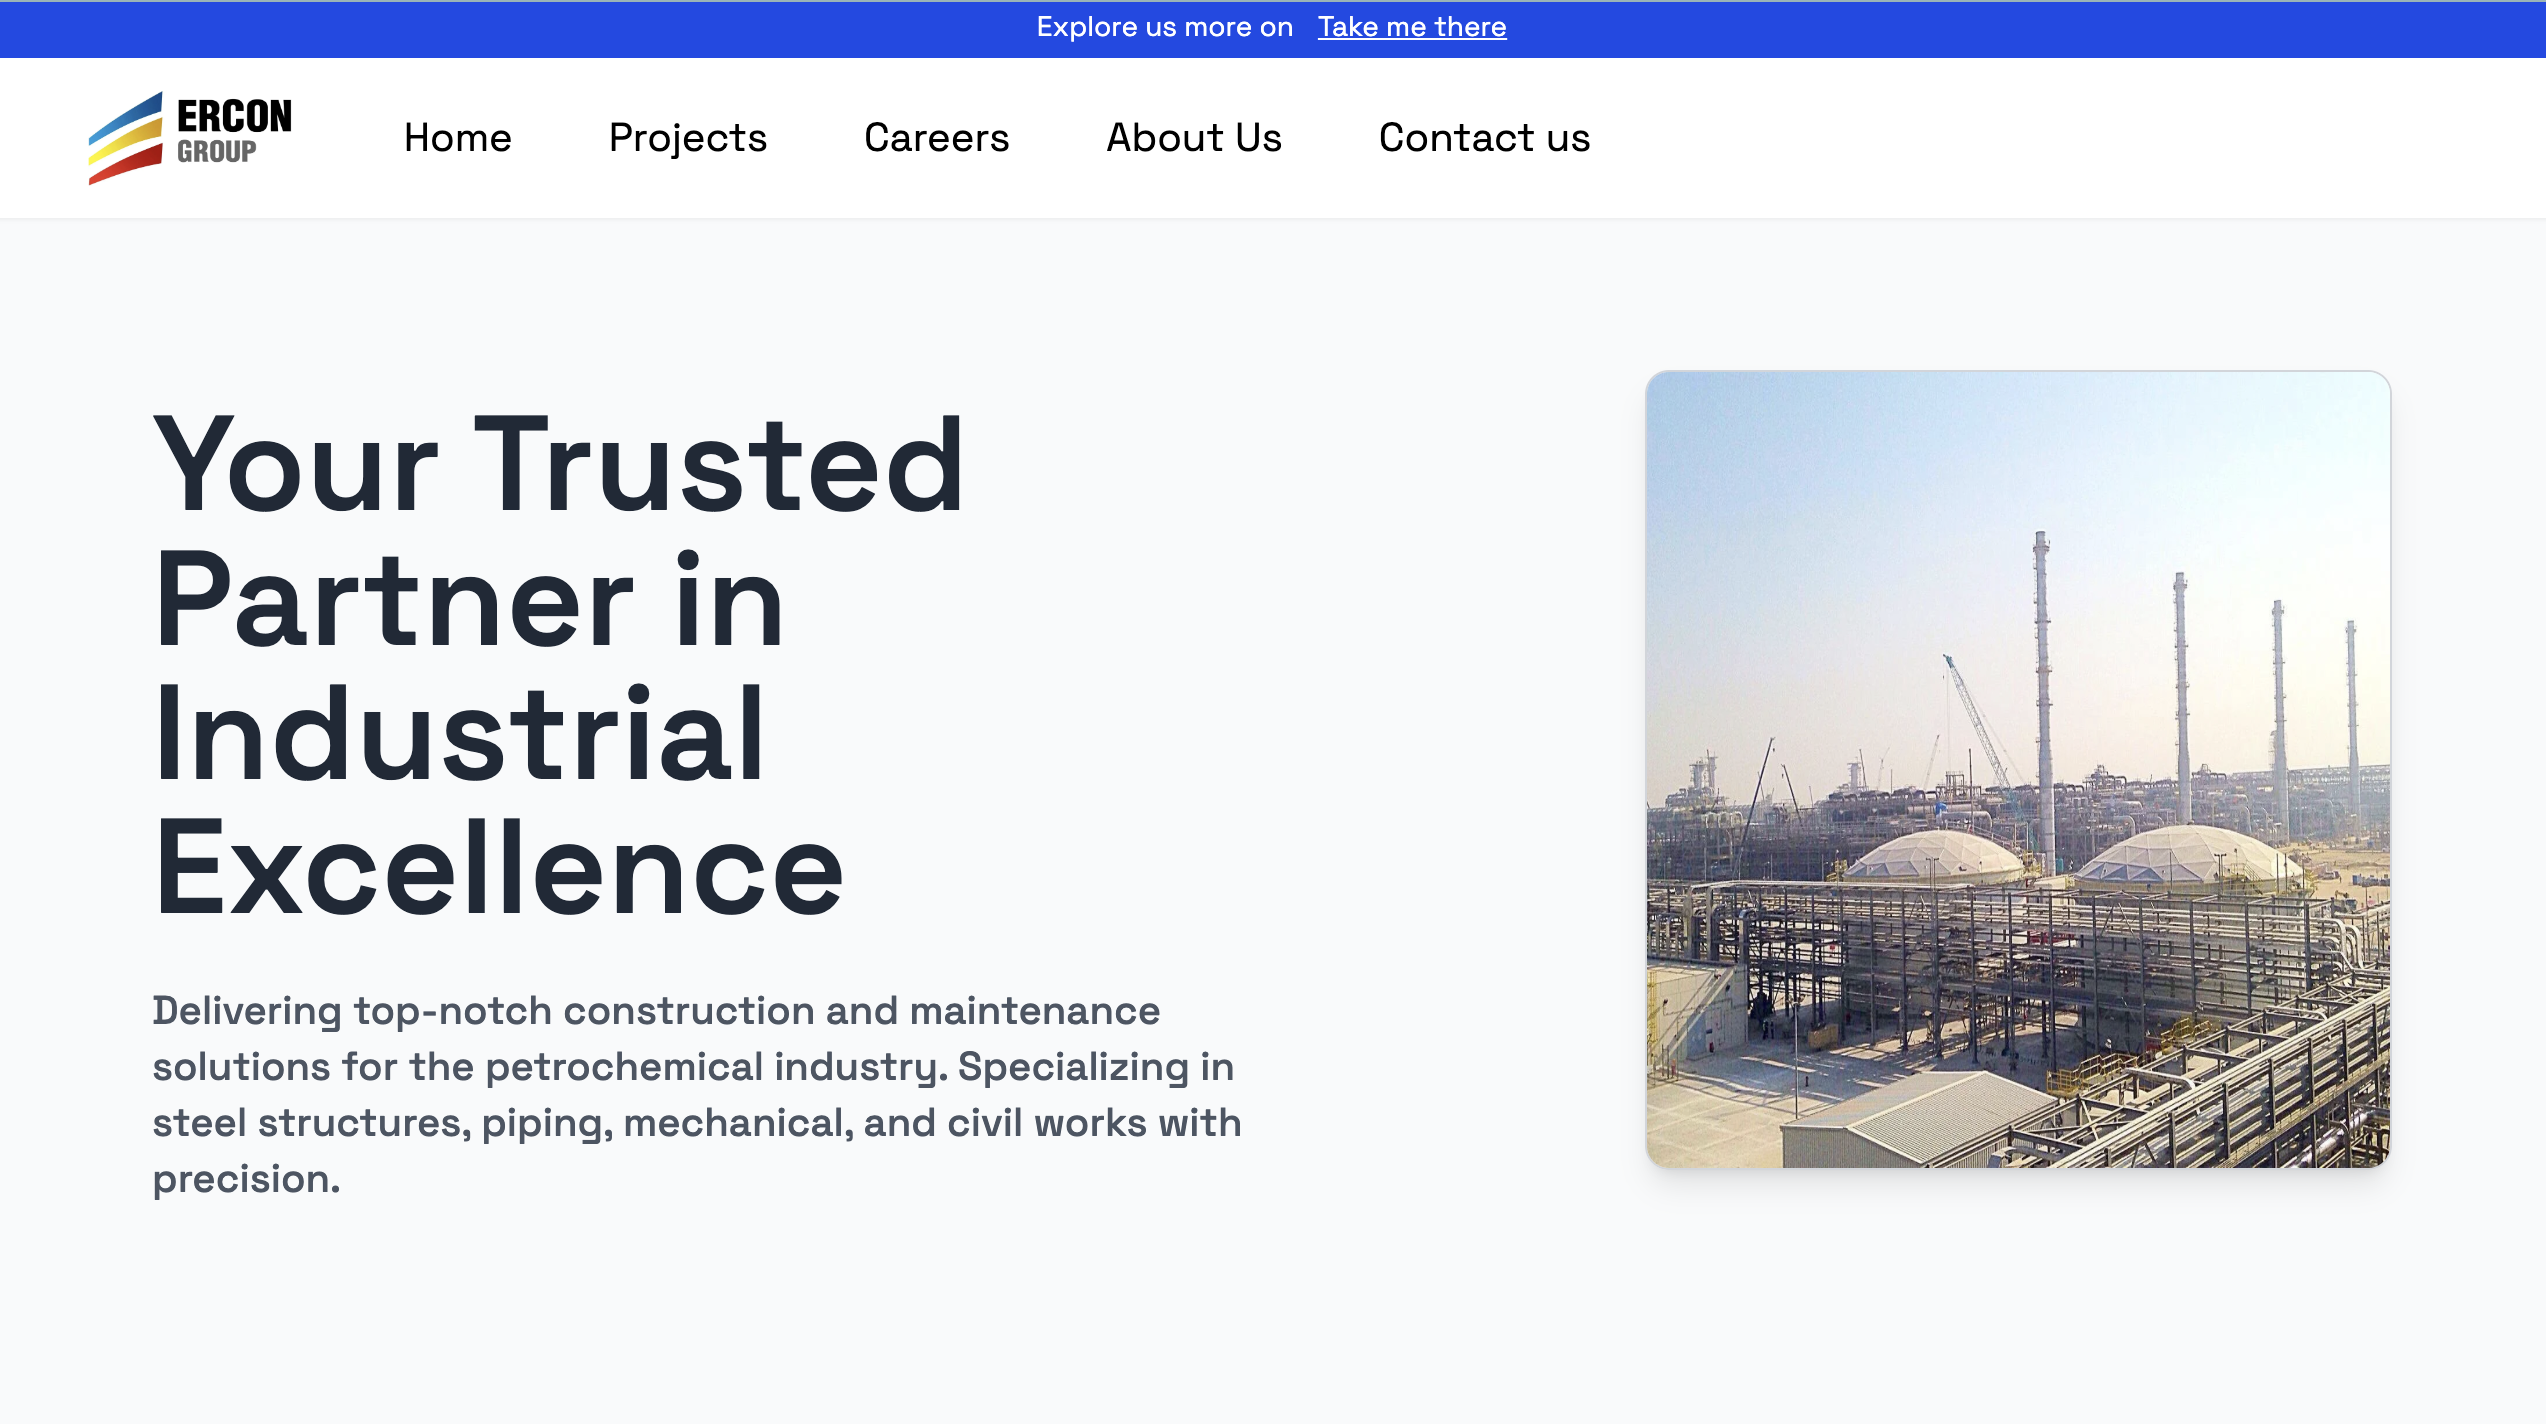 Explore us more on Take me there
ERCON
GROUP
Home Projects Careers About Us Contact us
Your Trusted
Partner in
Industrial
Excellence
Delivering top-notch construction and maintenance
solutions for the petrochemical industry. Specializing in
steel structures, piping, mechanical, and civil works with
precision.